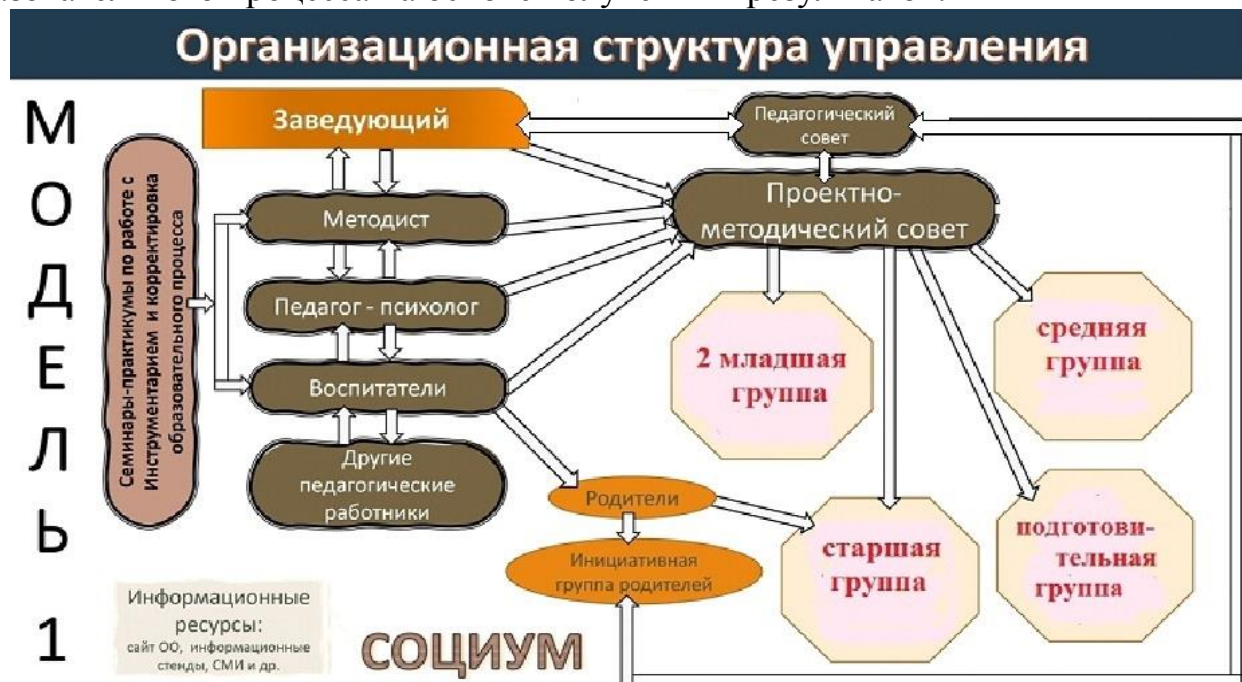 Организационная структура управления
МОДЕЛЬ 1
Заведующий
Педагогический
совет
Семинары-практикумы по работе с
Инструментарием и корректировка
образовательного процесса
Методист
Проектно-
методический совет
Педагог - психолог
Воспитатели
Другие
педагогические
работники
2 младшая
группа
средняя
группа
Родители
Инициативная
группа родителей
старшая
группа
подготови-
тельная
группа
Информационные
ресурсы:
сайт ОО, информационные
стенды, СМИ и др.
СОЦИУМ